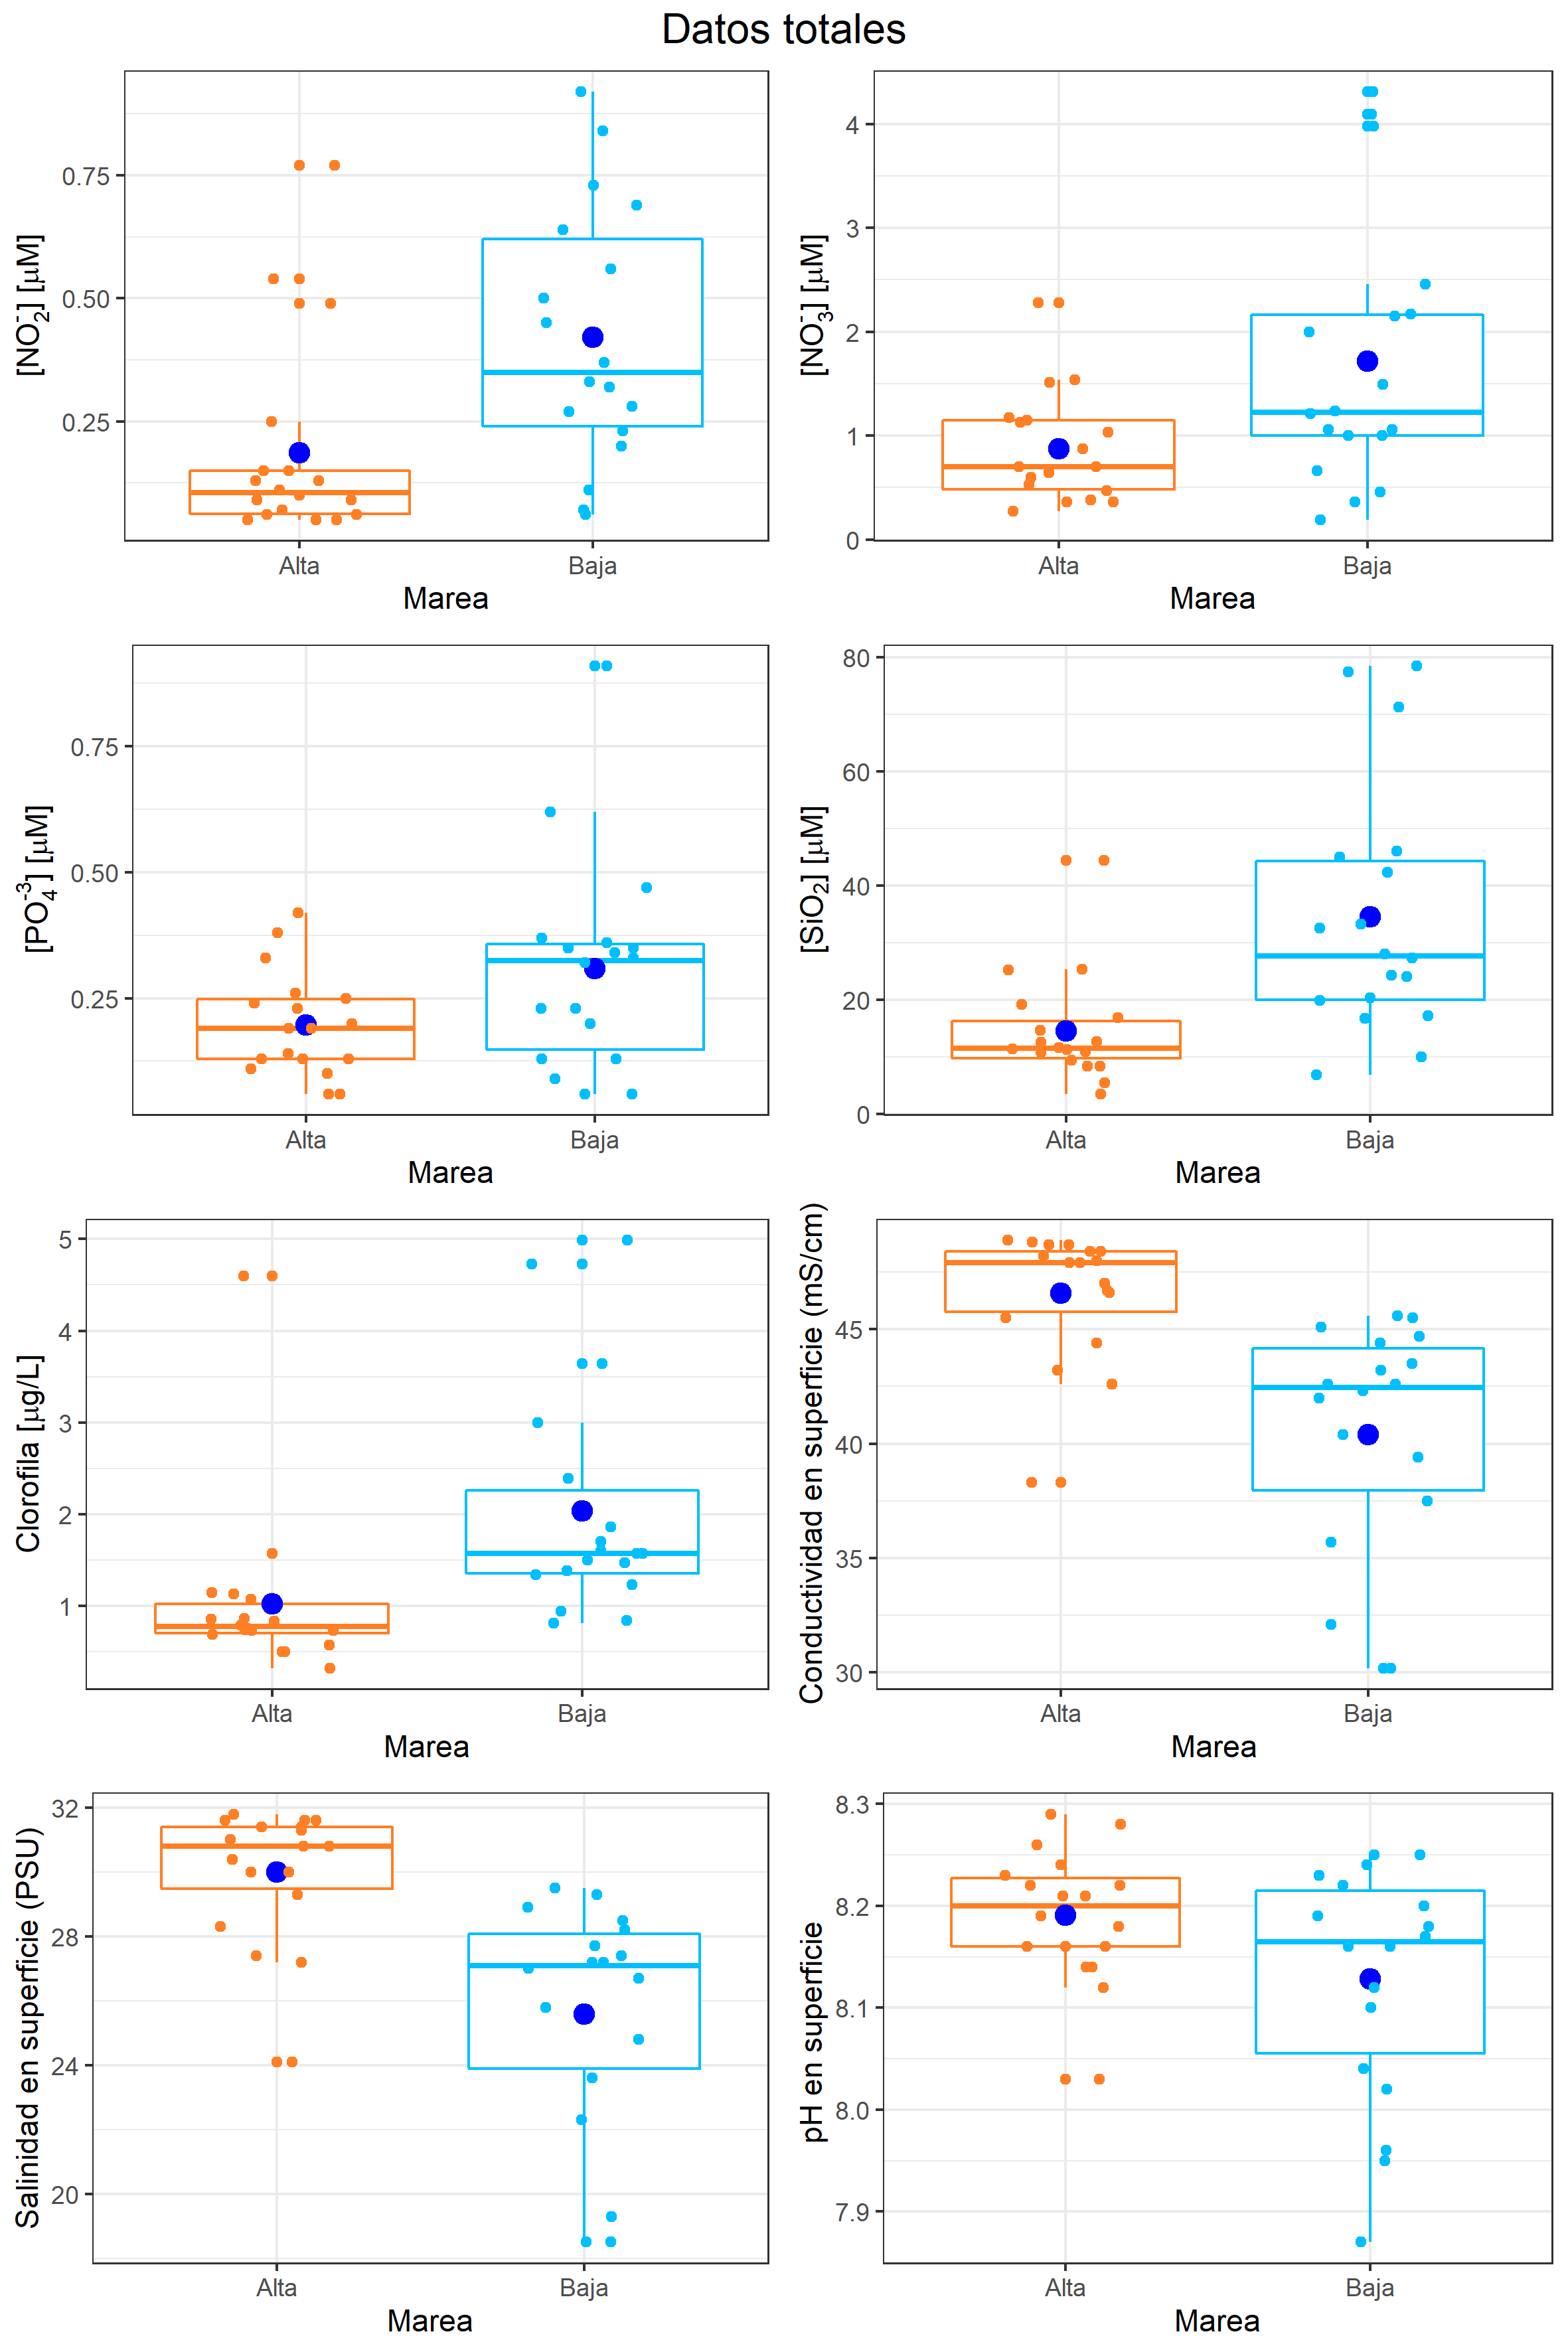 Datos totales
[NO₂⁻] [µM]
0.75
0.50
0.25
Alta
Baja
Marea
[NO₃⁻] [µM]
4
3
2
1
0
Alta
Baja
Marea
[PO₄⁻³] [µM]
0.75
0.50
0.25
Alta
Baja
Marea
[SiO₂] [µM]
80
60
40
20
0
Alta
Baja
Marea
Clorofila [µg/L]
5
4
3
2
1
Alta
Baja
Marea
Conductividad en superficie (mS/cm)
45
40
35
30
Alta
Baja
Marea
Salinidad en superficie (PSU)
32
28
24
20
Alta
Baja
Marea
pH en superficie
8.3
8.2
8.1
8.0
7.9
Alta
Baja
Marea